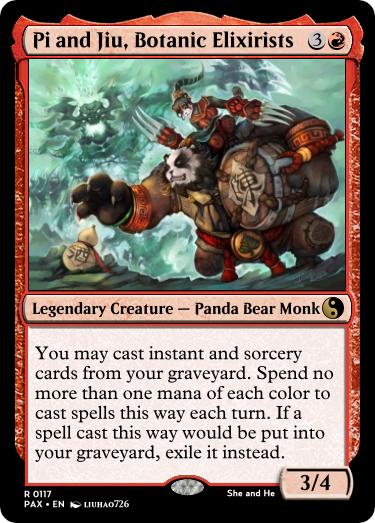 Pi and Jiu, Botanic Elixirists 3
Legendary Creature — Panda Bear Monk
You may cast instant and sorcery
cards from your graveyard. Spend no
more than one mana of each color to
cast spells this way each turn. If a
spell cast this way would be put into
your graveyard, exile it instead.
3/4
R 0117
She and He
PAX • EN LIUHAO726